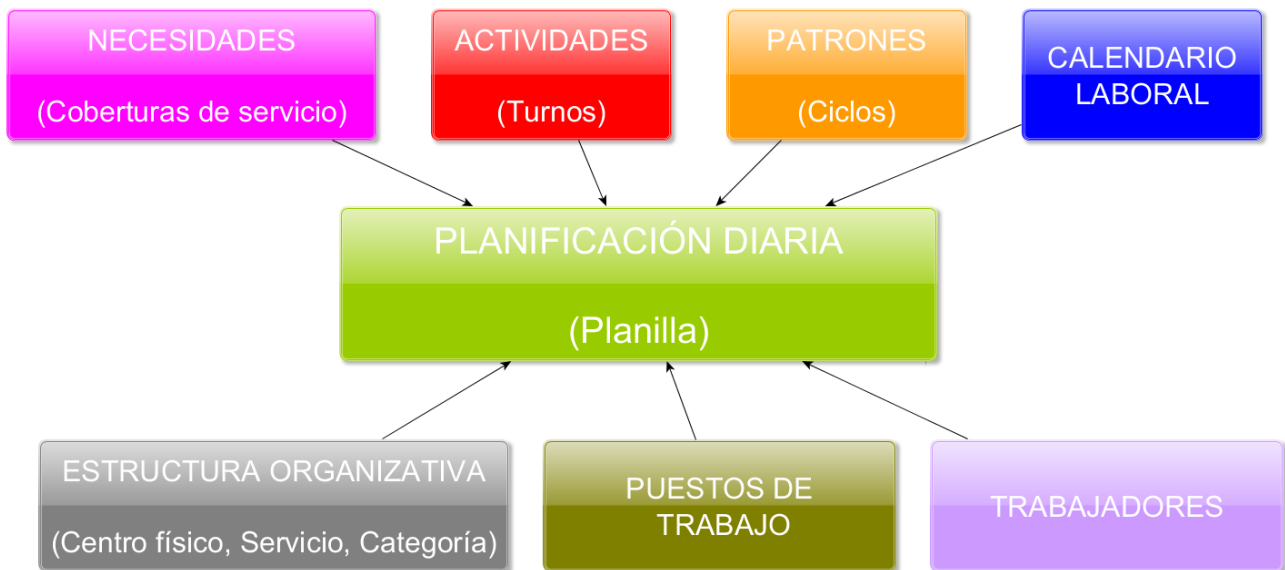 NECESIDADES
(Coberturas de servicio)
ACTIVIDADES
(Turnos)
PATRONES
(Ciclos)
CALENDARIO
LABORAL
PLANIFICACIÓN DIARIA
(Planilla)
ESTRUCTURA ORGANIZATIVA
(Centro físico, Servicio, Categoría)
PUESTOS DE
TRABAJO
TRABAJADORES